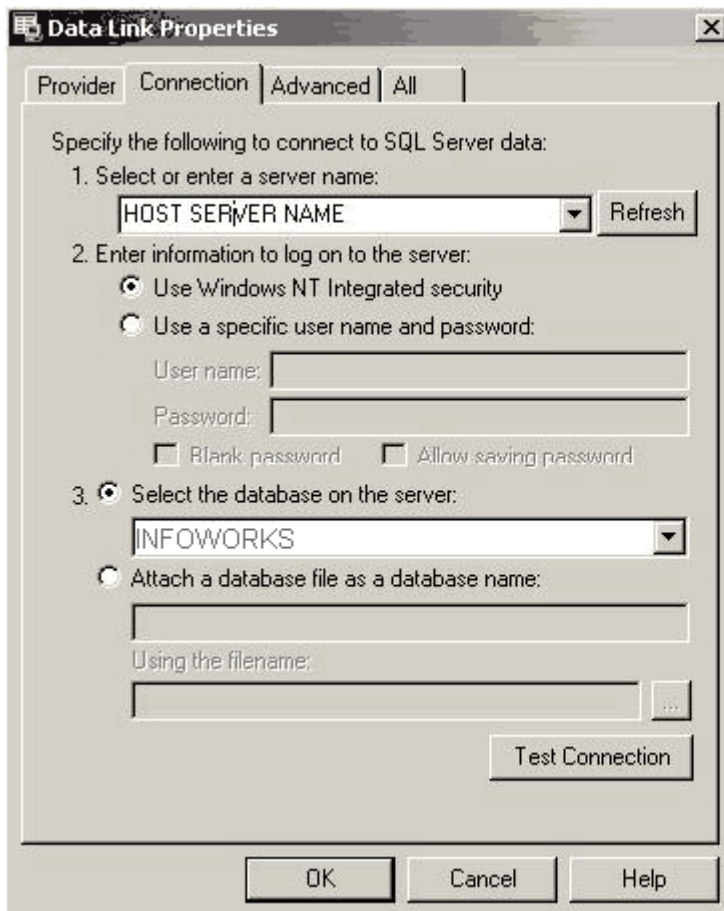 Data Link Properties
Provider Connection Advanced All
Specify the following to connect to SQL Server data:
1. Select or enter a server name:
HOST SERVER NAME Refresh
2. Enter information to log on to the server:
Use Windows NT Integrated security
Use a specific user name and password:
User name:
Password:
Blank password Allow saving password
3. Select the database on the server:
INFOWORKS
Attach a database file as a database name:
Using the filename:
...
Test Connection
OK Cancel Help